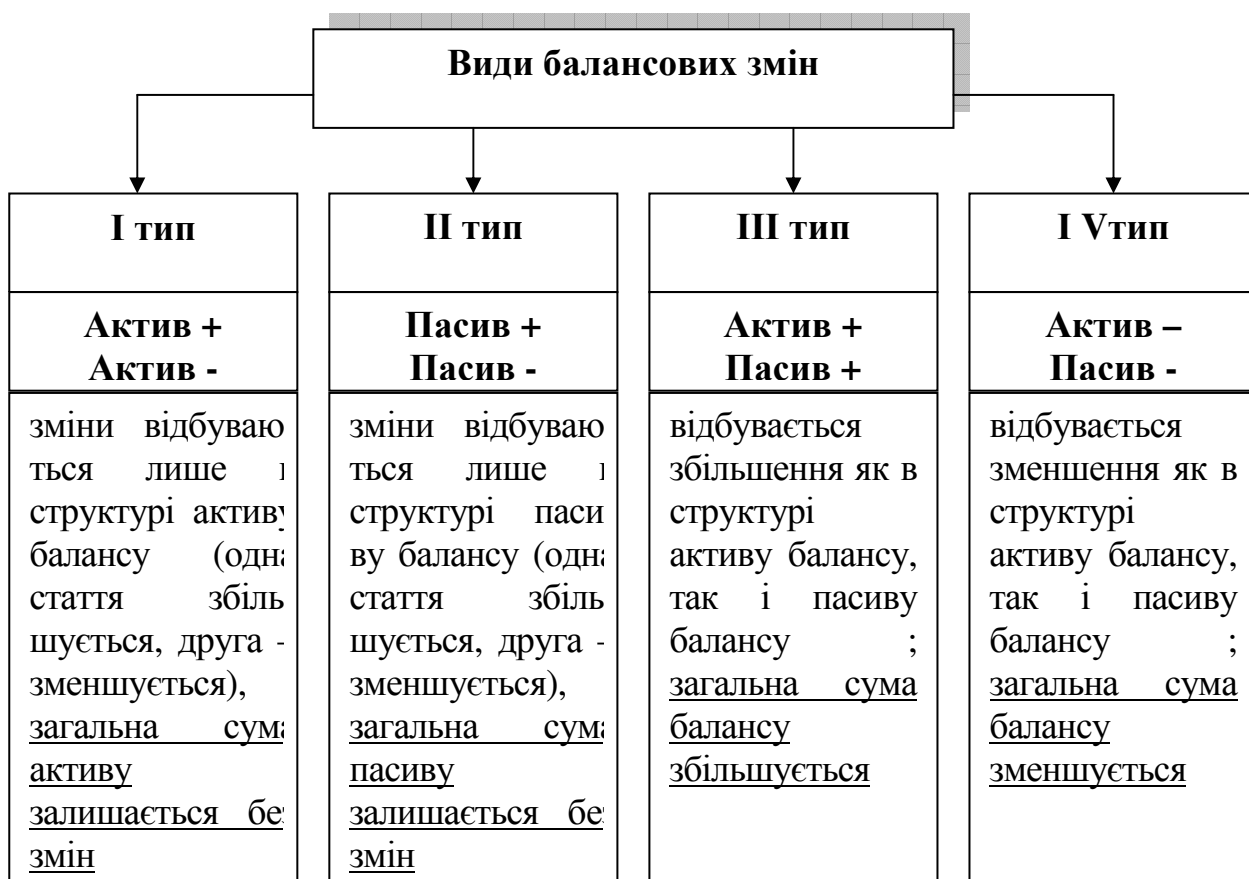 Види балансових змін
І тип
Актив +
Актив -
зміни відбуваю
ться лише
структурі активу
балансу (одна
стаття збіль
шується, друга -
зменшується),
загальна сума
активу
залишається без
змін
ІІ тип
Пасив +
Пасив -
зміни відбуваю
ться лише
структурі паси
ву балансу (одна
стаття збіль
шується, друга -
зменшується),
загальна сума
пасиву
залишається без
змін
ІІІ тип
Актив +
Пасив +
відбувається
збільшення як в
структурі
активу балансу,
так і пасиву
балансу ;
загальна сума
балансу
збільшується
І Vтип
Актив –
Пасив -
відбувається
зменшення як в
структурі
активу балансу,
так і пасиву
балансу ;
загальна сума
балансу
зменшується